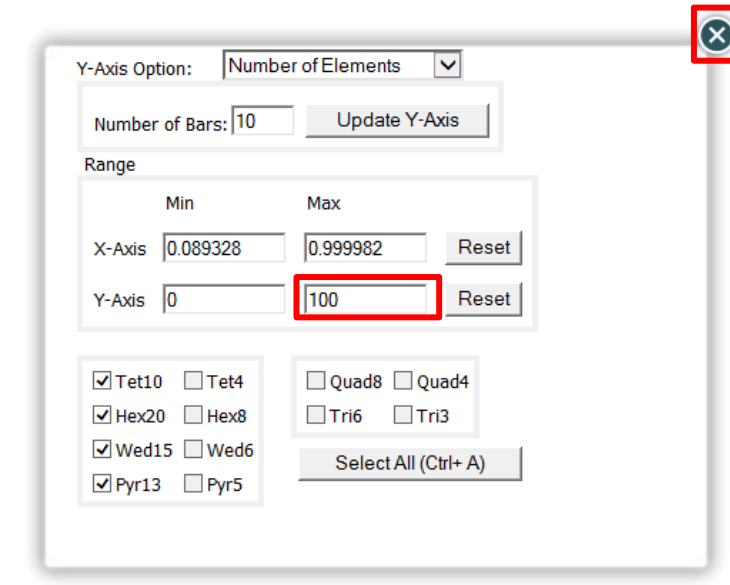 Y-Axis Option: Number of Elements
Number of Bars: 10 Update Y-Axis
Range
Min Max
X-Axis 0.089328 0.999982 Reset
Y-Axis 0 100 Reset
Tet10 Tet4 Quad8 Quad4
Hex20 Hex8 Tri6 Tri3
Wed15 Wed6
Select All (Ctrl+ A)
Pyr13 Pyr5